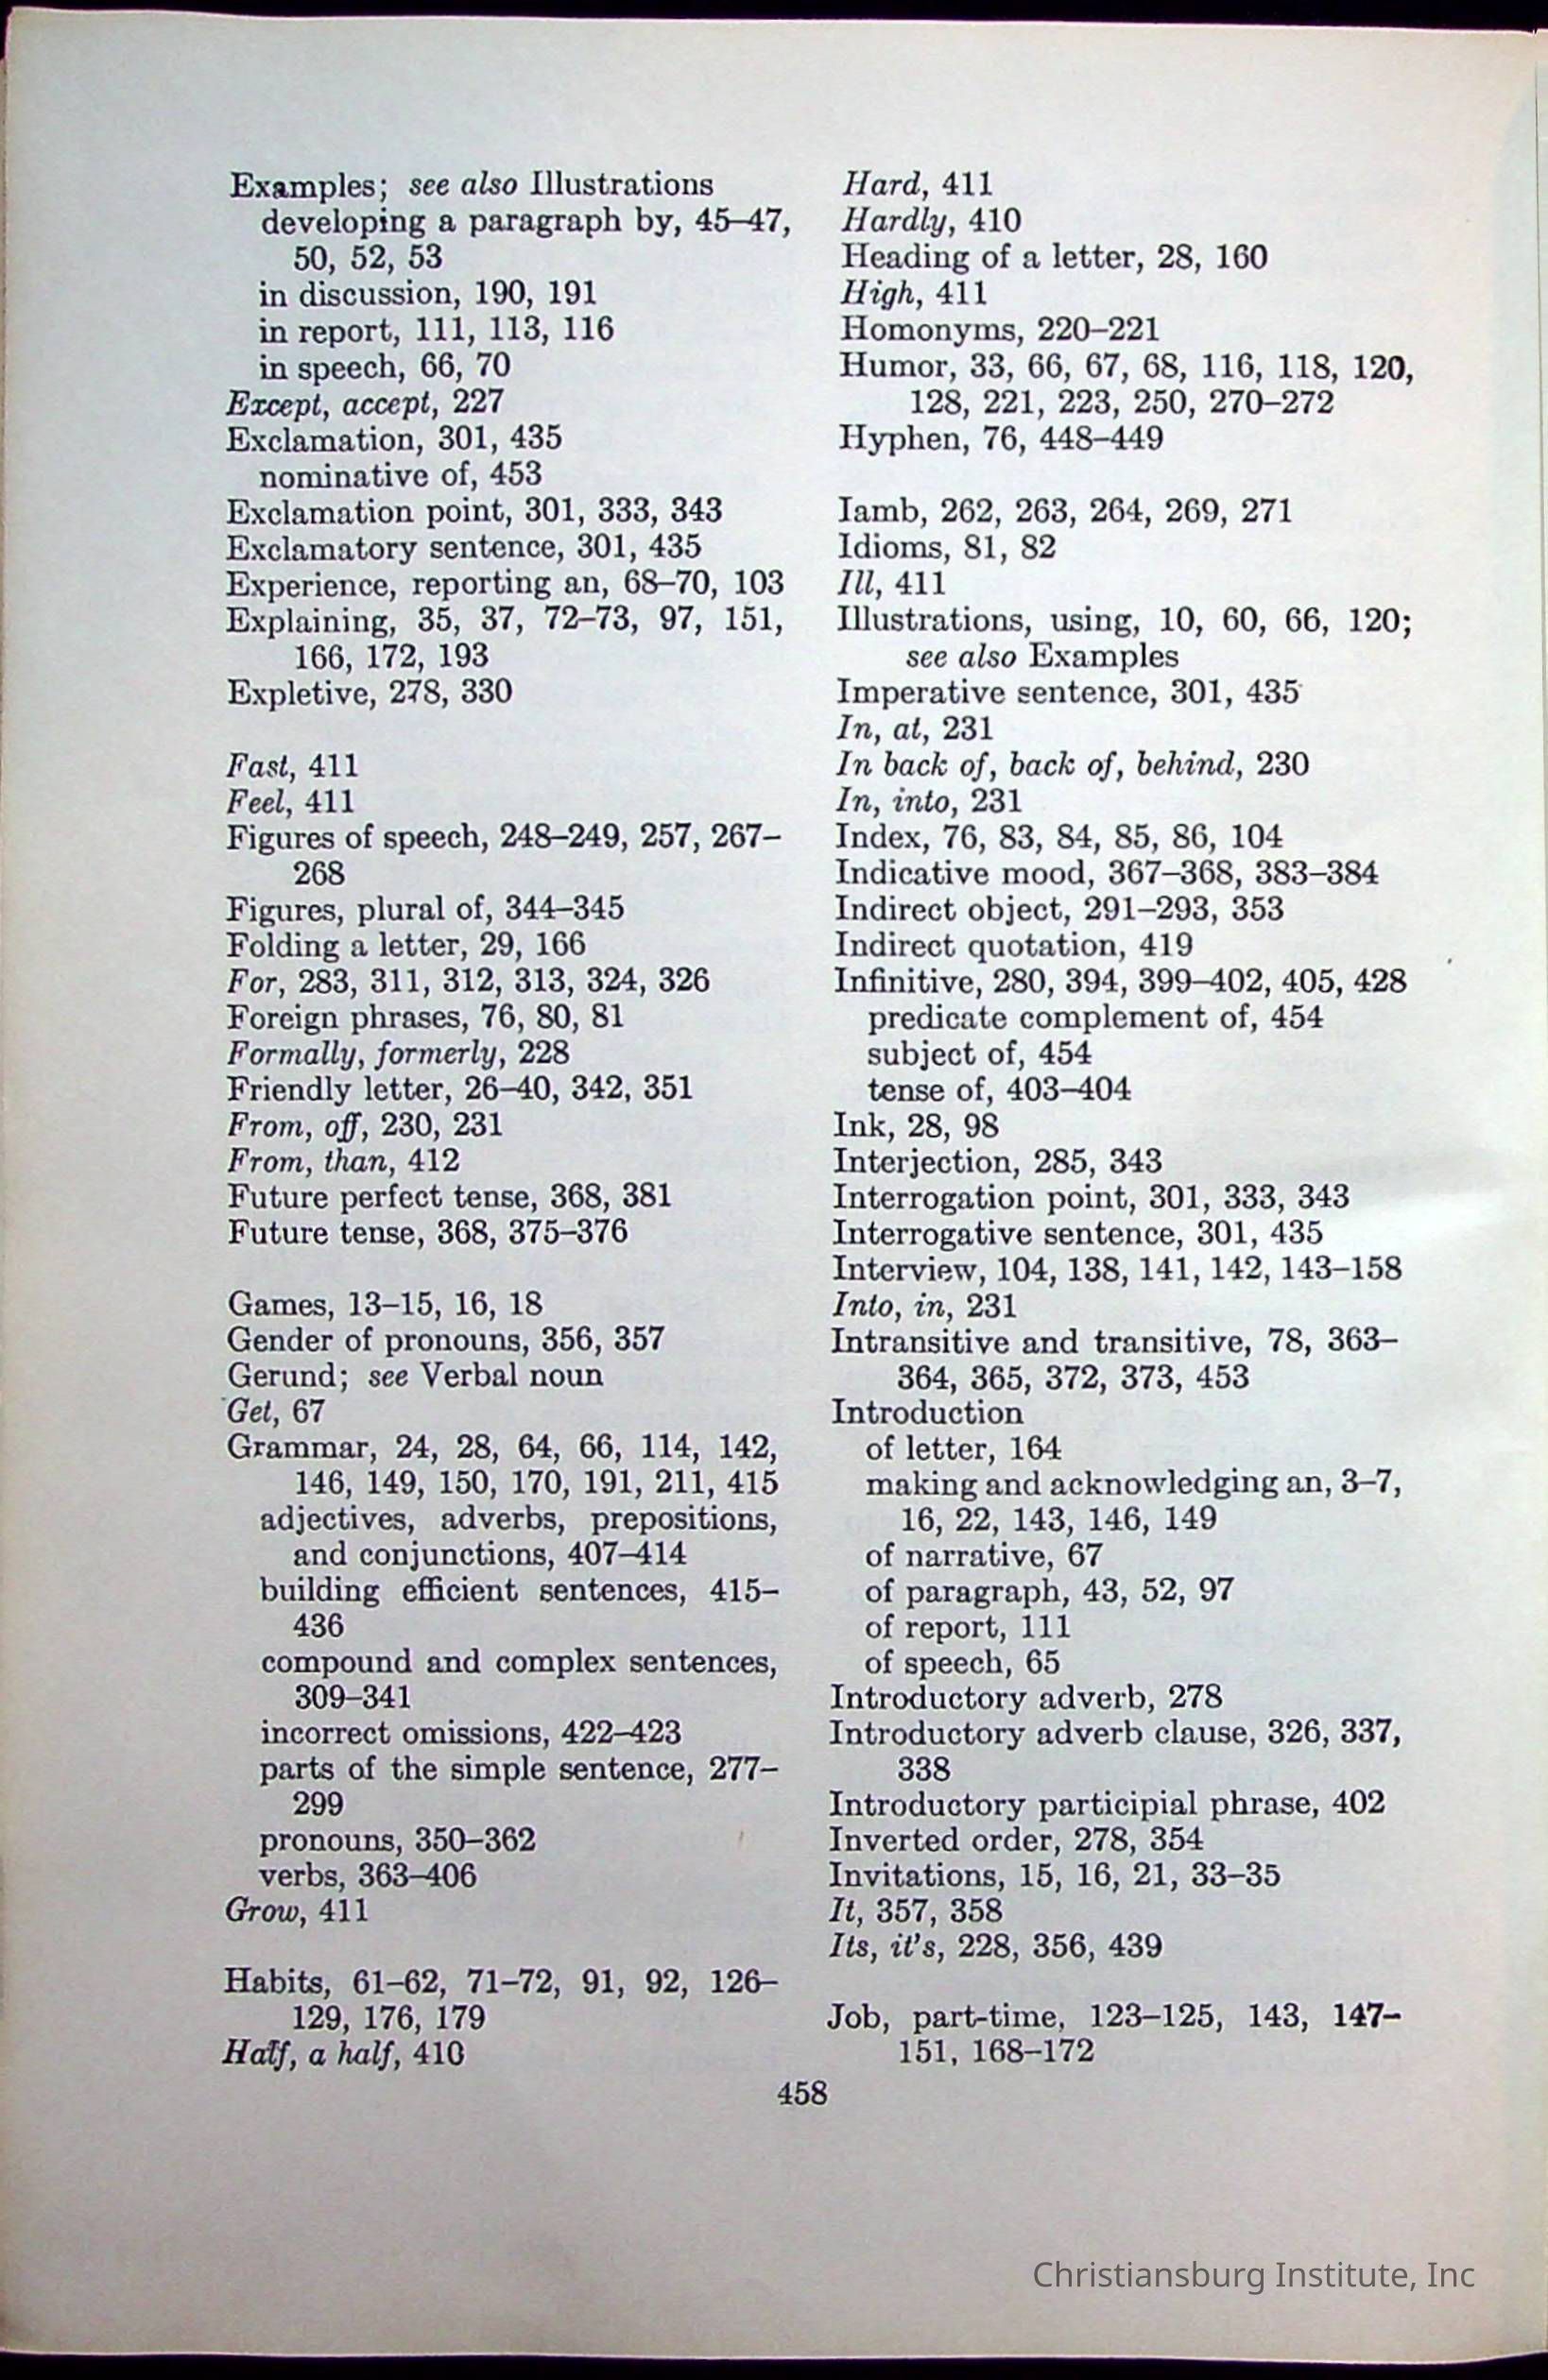 Examples; see also Illustrations
developing a paragraph by, 45–47,
50, 52, 53
in discussion, 190, 191
in report, 111, 113, 116
in speech, 66, 70
Except, accept, 227
Exclamation, 301, 435
nominative of, 453
Exclamation point, 301, 333, 343
Exclamatory sentence, 301, 435
Experience, reporting an, 68–70, 103
Explaining, 35, 37, 72–73, 97, 151,
166, 172, 193
Expletive, 278, 330
Fast, 411
Feel, 411
Figures of speech, 248–249, 257, 267–
268
Figures, plural of, 344–345
Folding a letter, 29, 166
For, 283, 311, 312, 313, 324, 326
Foreign phrases, 76, 80, 81
Formally, formerly, 228
Friendly letter, 26–40, 342, 351
From, off, 230, 231
From, than, 412
Future perfect tense, 368, 381
Future tense, 368, 375–376
Games, 13–15, 16, 18
Gender of pronouns, 356, 357
Gerund; see Verbal noun
Get, 67
Grammar, 24, 28, 64, 66, 114, 142,
146, 149, 150, 170, 191, 211, 415
adjectives, adverbs, prepositions,
and conjunctions, 407–414
building efficient sentences, 415–
436
compound and complex sentences,
309–341
incorrect omissions, 422–423
parts of the simple sentence, 277–
299
pronouns, 350–362
verbs, 363–406
Grow, 411
Habits, 61–62, 71–72, 91, 92, 126–
129, 176, 179
Half, a half, 410
Hard, 411
Hardly, 410
Heading of a letter, 28, 160
High, 411
Homonyms, 220–221
Humor, 33, 66, 67, 68, 116, 118, 120,
128, 221, 223, 250, 270–272
Hyphen, 76, 448–449
Iamb, 262, 263, 264, 269, 271
Idioms, 81, 82
Ill, 411
Illustrations, using, 10, 60, 66, 120;
see also Examples
Imperative sentence, 301, 435
In, at, 231
In back of, back of, behind, 230
In, into, 231
Index, 76, 83, 84, 85, 86, 104
Indicative mood, 367–368, 383–384
Indirect object, 291–293, 353
Indirect quotation, 419
Infinitive, 280, 394, 399–402, 405, 428
predicate complement of, 454
subject of, 454
tense of, 403–404
Ink, 28, 98
Interjection, 285, 343
Interrogation point, 301, 333, 343
Interrogative sentence, 301, 435
Interview, 104, 138, 141, 142, 143–158
Into, in, 231
Intransitive and transitive, 78, 363–
364, 365, 372, 373, 453
Introduction
of letter, 164
making and acknowledging an, 3–7,
16, 22, 143, 146, 149
of narrative, 67
of paragraph, 43, 52, 97
of report, 111
of speech, 65
Introductory adverb, 278
Introductory adverb clause, 326, 337,
338
Introductory participial phrase, 402
Inverted order, 278, 354
Invitations, 15, 16, 21, 33–35
It, 357, 358
Its, it's, 228, 356, 439
Job, part-time, 123–125, 143, 147–
151, 168–172
458
Christiansburg Institute, Inc